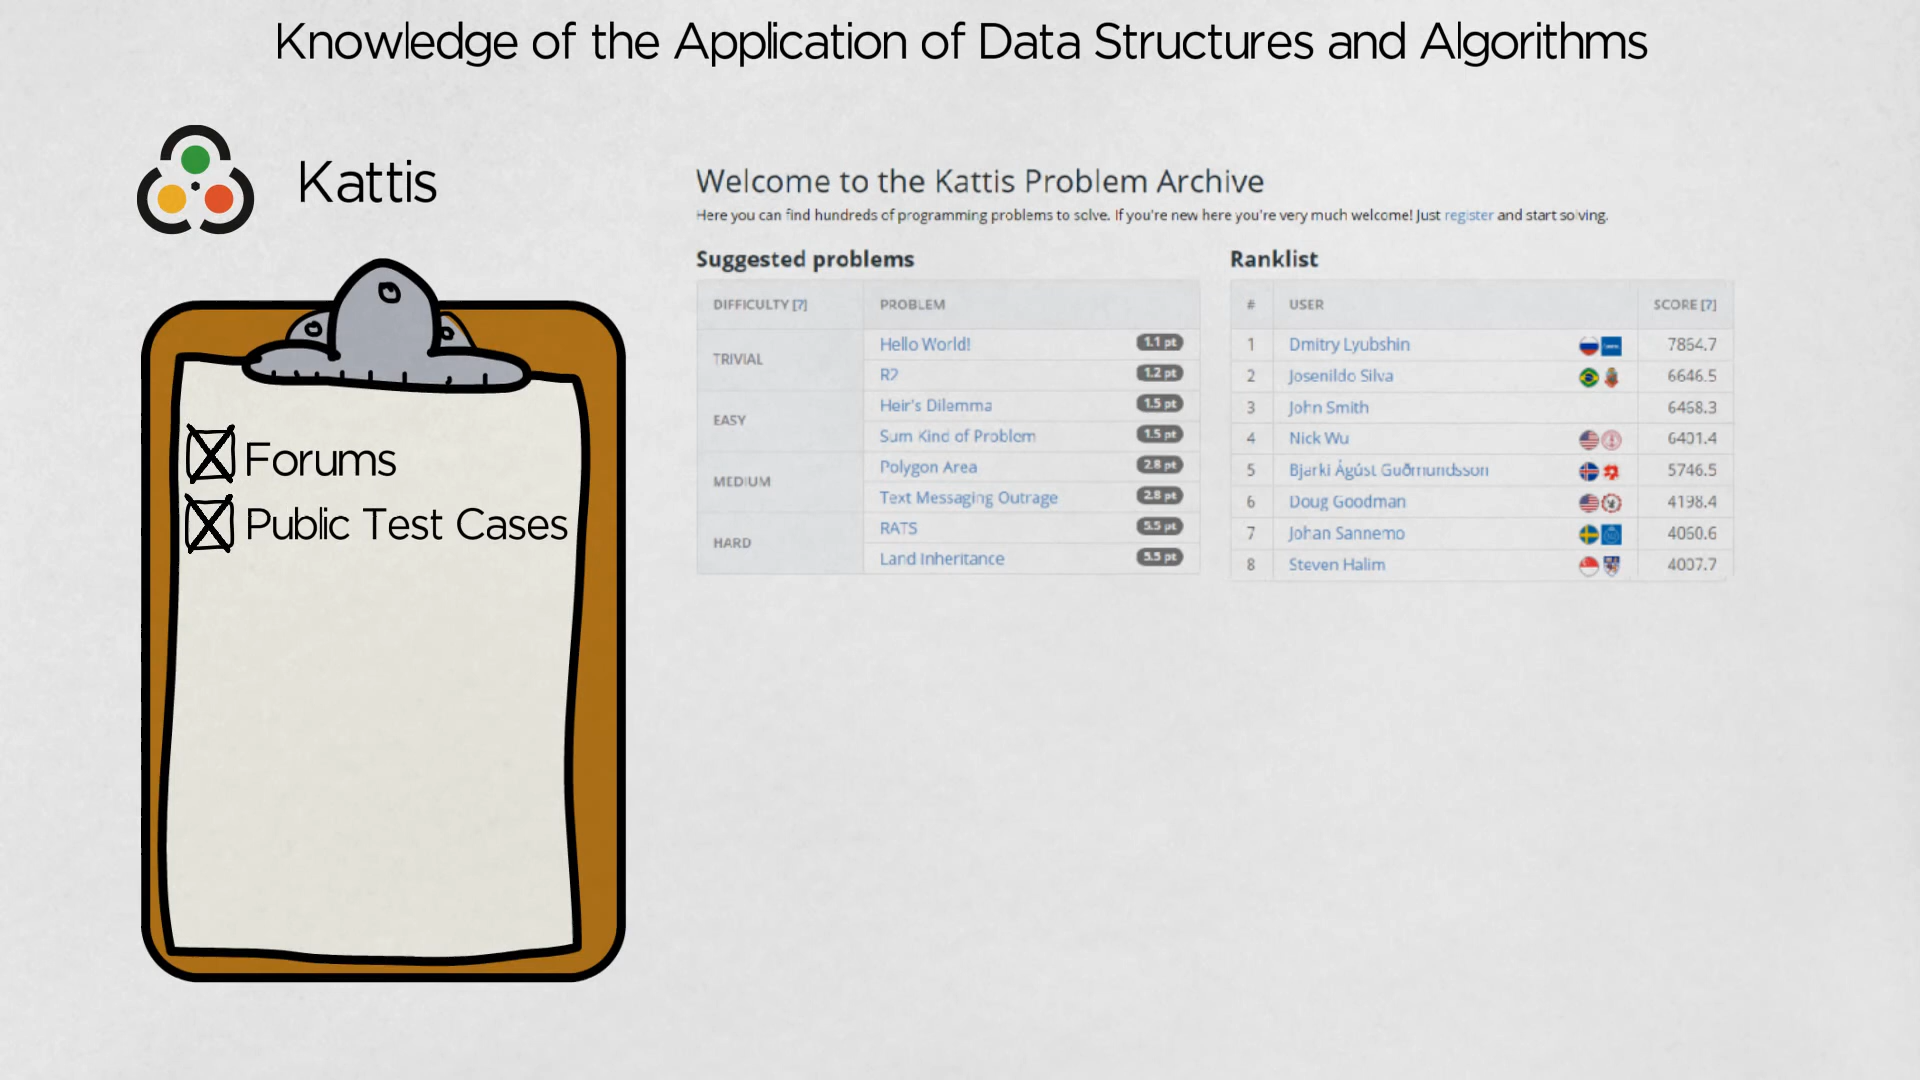 Knowledge of the Application of Data Structures and Algorithms
Kattis
Forums
Public Test Cases
Welcome to the Kattis Problem Archive
Here you can find hundreds of programming problems to solve. If you're new here you're very much welcome! Just register and start solving.
Suggested problems
DIFFICULTY [?] PROBLEM
TRIVIAL
Hello World! 1.1 pt
R2 1.2 pt
EASY
Heir's Dilemma 1.5 pt
Sum Kind of Problem 1.5 pt
MEDIUM
Polygon Area 2.8 pt
Text Messaging Outrage 2.8 pt
HARD
RATS 5.5 pt
Land Inheritance 5.5 pt
Ranklist
# USER SCORE [?]
1 Dmitry Lyubshin 7864.7
2 Josenildo Silva 6646.5
3 John Smith 6468.3
4 Nick Wu 6401.4
5 Bjarki Ágúst Guðmundsson 5746.5
6 Doug Goodman 4198.4
7 Johan Sannemo 4060.6
8 Steven Halim 4007.7